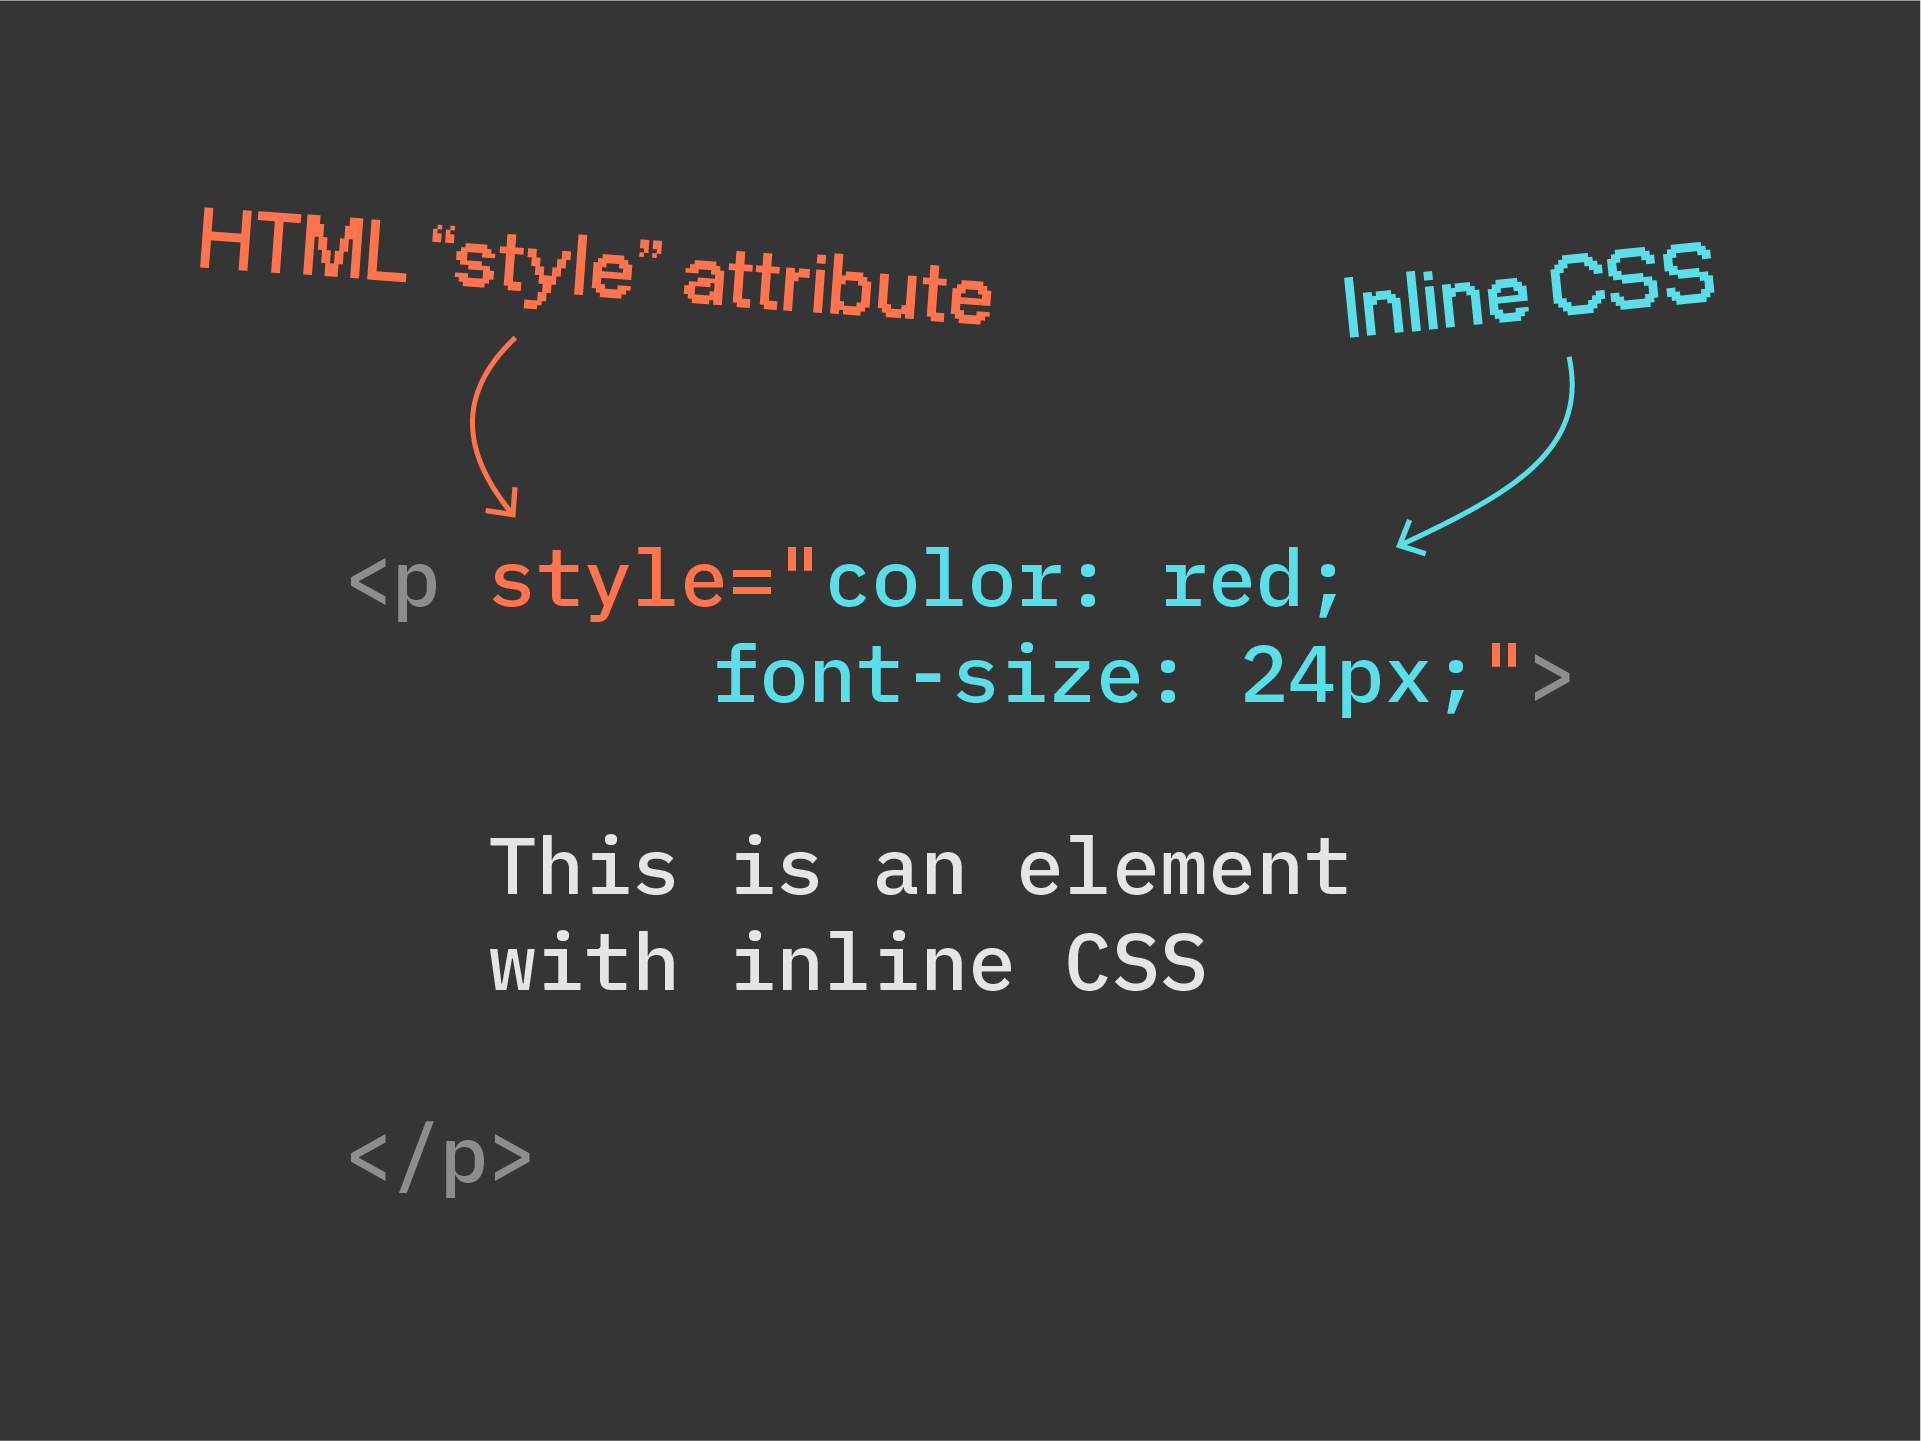 HTML “style” attribute
Inline CSS
<p style="color: red;
font-size: 24px;">
This is an element
with inline CSS
</p>